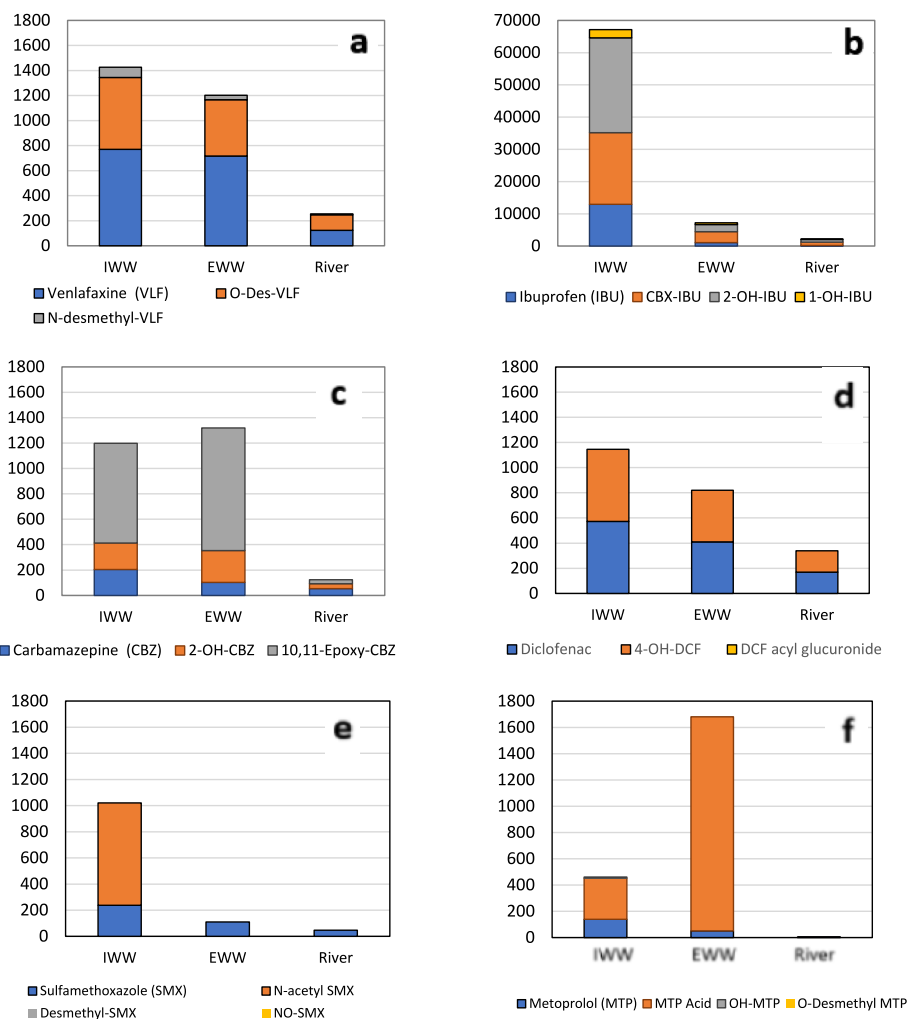 a
1800
1600
1400
1200
1000
800
600
400
200
0
IWW EWW River
Venlafaxine (VLF) O-Des-VLF
N-desmethyl-VLF
b
70000
60000
50000
40000
30000
20000
10000
0
IWW EWW River
Ibuprofen (IBU) CBX-IBU 2-OH-IBU 1-OH-IBU
c
1800
1600
1400
1200
1000
800
600
400
200
0
IWW EWW River
Carbamazepine (CBZ) 2-OH-CBZ 10,11-Epoxy-CBZ
d
1800
1600
1400
1200
1000
800
600
400
200
0
IWW EWW River
Diclofenac 4-OH-DCF DCF acyl glucuronide
e
1800
1600
1400
1200
1000
800
600
400
200
0
IWW EWW River
Sulfamethoxazole (SMX) N-acetyl SMX
Desmethyl-SMX NO-SMX
f
1800
1600
1400
1200
1000
800
600
400
200
0
IWW EWW River
Metoprolol (MTP) MTP Acid OH-MTP O-Desmethyl MTP